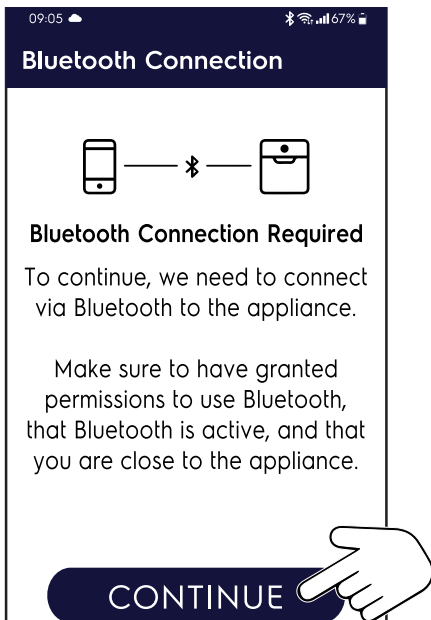 09:05 67%
Bluetooth Connection
Bluetooth Connection Required
To continue, we need to connect
via Bluetooth to the appliance.
Make sure to have granted
permissions to use Bluetooth,
that Bluetooth is active, and that
you are close to the appliance.
CONTINUE